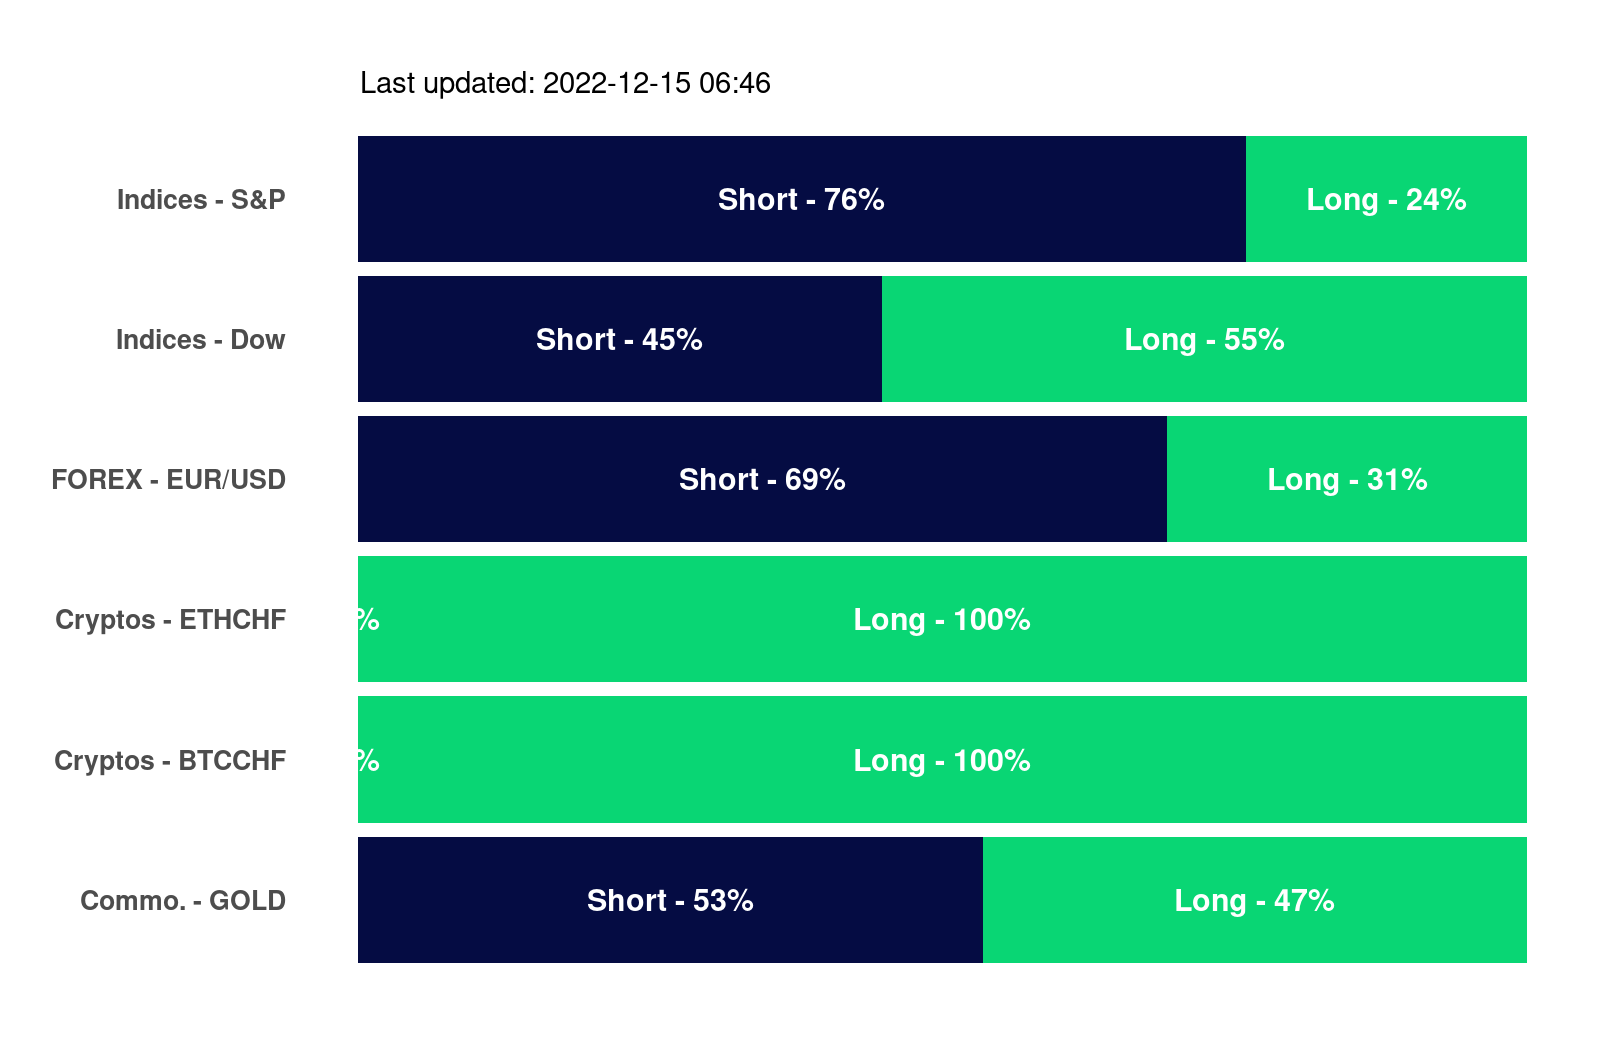 Last updated: 2022-12-15 06:46
Indices - S&P Short - 76% Long - 24%
Indices - Dow Short - 45% Long - 55%
FOREX - EUR/USD Short - 69% Long - 31%
Cryptos - ETHCHF % Long - 100%
Cryptos - BTCCHF % Long - 100%
Commo. - GOLD Short - 53% Long - 47%